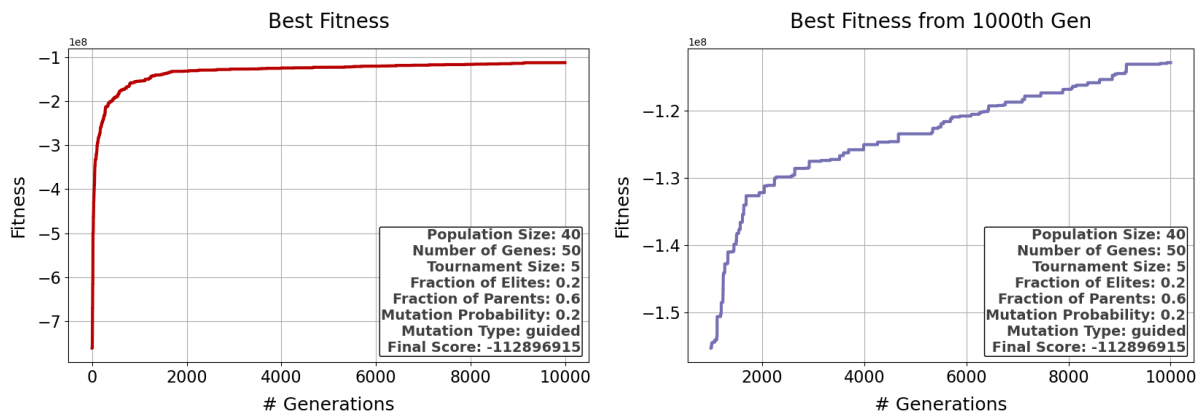 Best Fitness
1e8
−1
−2
−3
−4
−5
−6
−7
Fitness
0
2000
4000
6000
8000
10000
# Generations
Population Size: 40
Number of Genes: 50
Tournament Size: 5
Fraction of Elites: 0.2
Fraction of Parents: 0.6
Mutation Probability: 0.2
Mutation Type: guided
Final Score: -112896915
Best Fitness from 1000th Gen
1e8
−1.2
−1.3
−1.4
−1.5
Fitness
2000
4000
6000
8000
10000
# Generations
Population Size: 40
Number of Genes: 50
Tournament Size: 5
Fraction of Elites: 0.2
Fraction of Parents: 0.6
Mutation Probability: 0.2
Mutation Type: guided
Final Score: -112896915